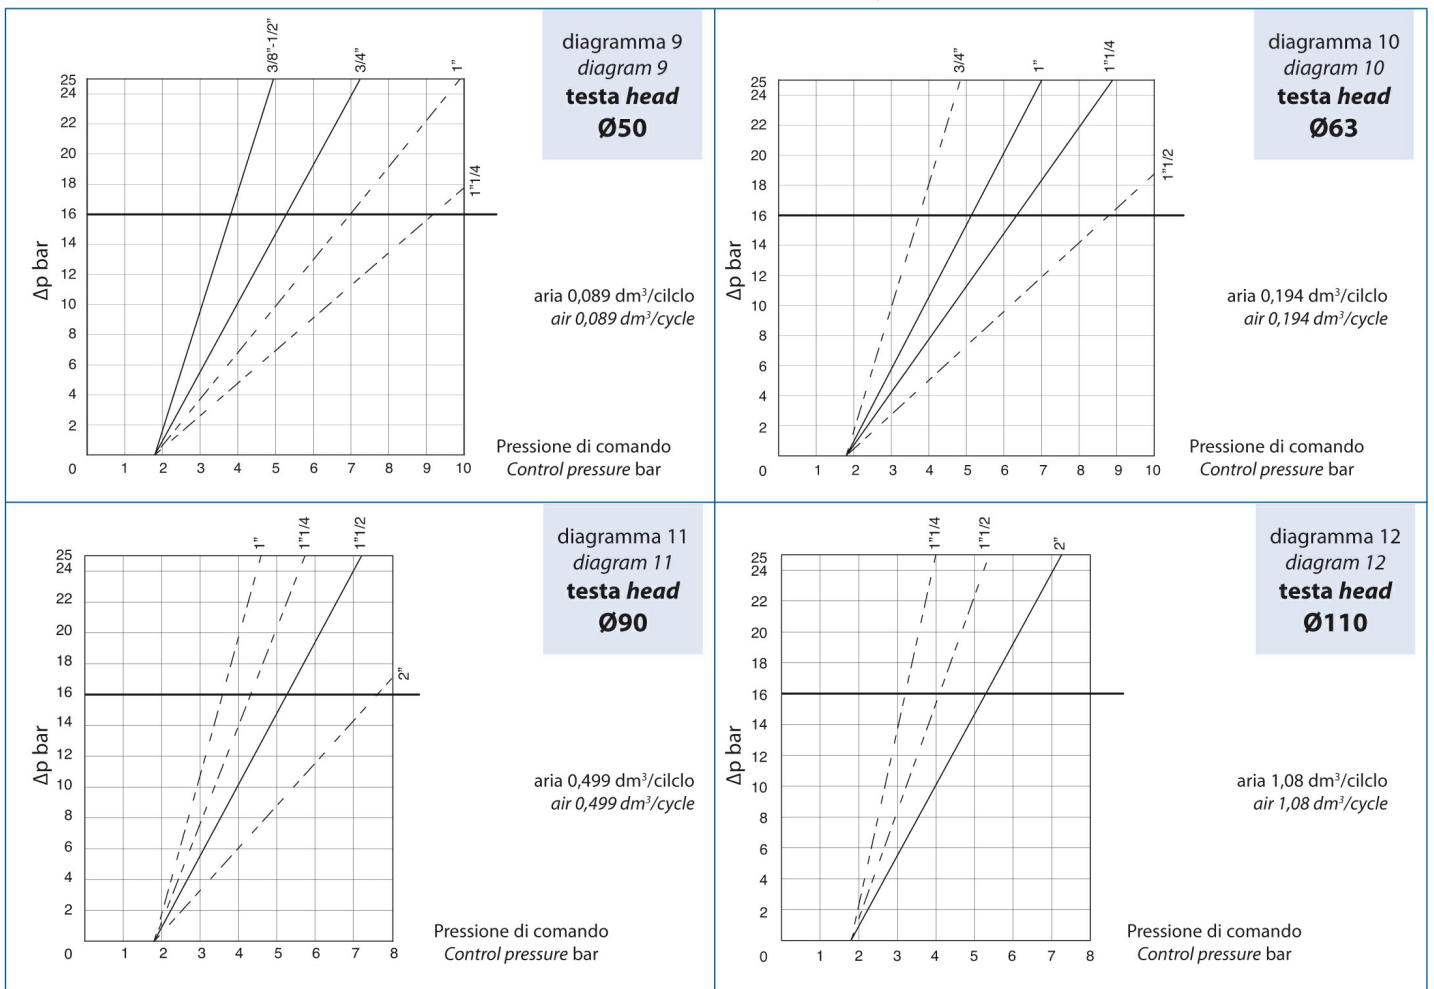 diagramma 9
diagram 9
testa head
Ø50
3/8"-1/2"
3/4"
1"
1"1/4
25
24
22
20
18
16
14
12
10
8
6
4
2
0 1 2 3 4 5 6 7 8 9 10
Δp bar
aria 0,089 dm³/cilclo
air 0,089 dm³/cycle
Pressione di comando
Control pressure bar
diagramma 10
diagram 10
testa head
Ø63
3/4"
1"
1"1/4
1"1/2
25
24
22
20
18
16
14
12
10
8
6
4
2
0 1 2 3 4 5 6 7 8 9 10
Δp bar
aria 0,194 dm³/cilclo
air 0,194 dm³/cycle
Pressione di comando
Control pressure bar
diagramma 11
diagram 11
testa head
Ø90
1"
1"1/4
1"1/2
2"
25
24
22
20
18
16
14
12
10
8
6
4
2
0 1 2 3 4 5 6 7 8
Δp bar
aria 0,499 dm³/cilclo
air 0,499 dm³/cycle
Pressione di comando
Control pressure bar
diagramma 12
diagram 12
testa head
Ø110
1"1/4
1"1/2
2"
25
24
22
20
18
16
14
12
10
8
6
4
2
0 1 2 3 4 5 6 7 8
Δp bar
aria 1,08 dm³/cilclo
air 1,08 dm³/cycle
Pressione di comando
Control pressure bar